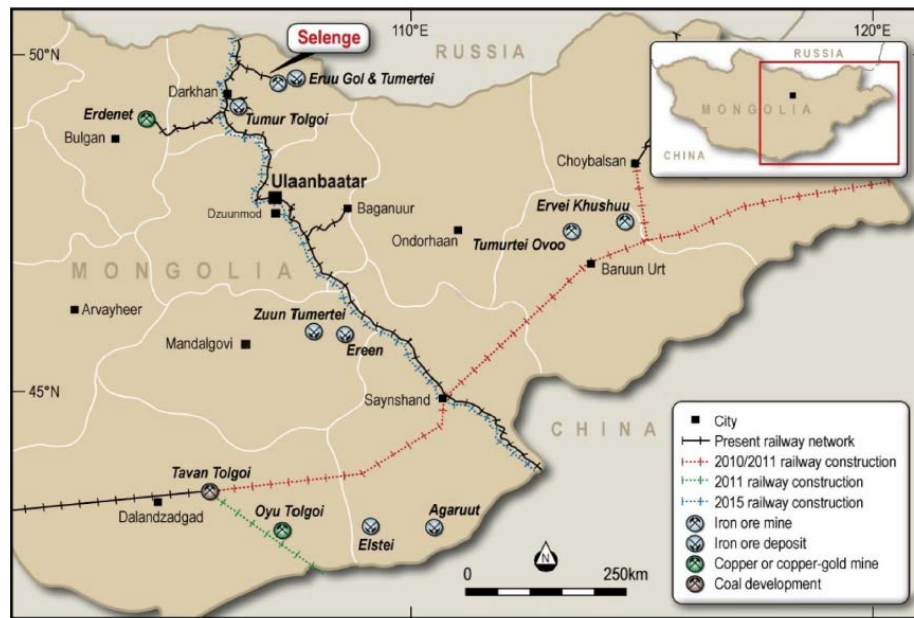 110°E
120°E
50°N
RUSSIA
Selenge
Eruu Gol & Tumertei
Darkhan
Erdenet
Tumur Tolgoi
Bulgan
Ulaanbaatar
Dzuunmod
Baganuur
Choybalsan
Ervei Khushuu
Ondorhaan
Tumurtei Ovoo
Baruun Urt
MONGOLIA
Arvayheer
Zuun Tumertei
Ereen
Mandalgovi
45°N
Saynshand
CHINA
Tavan Tolgoi
Dalandzadgad
Oyu Tolgoi
Elstei
Agaruut
0
250km
N
RUSSIA
MONGOLIA
CHINA
City
Present railway network
2010/2011 railway construction
2011 railway construction
2015 railway construction
Iron ore mine
Iron ore deposit
Copper or copper-gold mine
Coal development